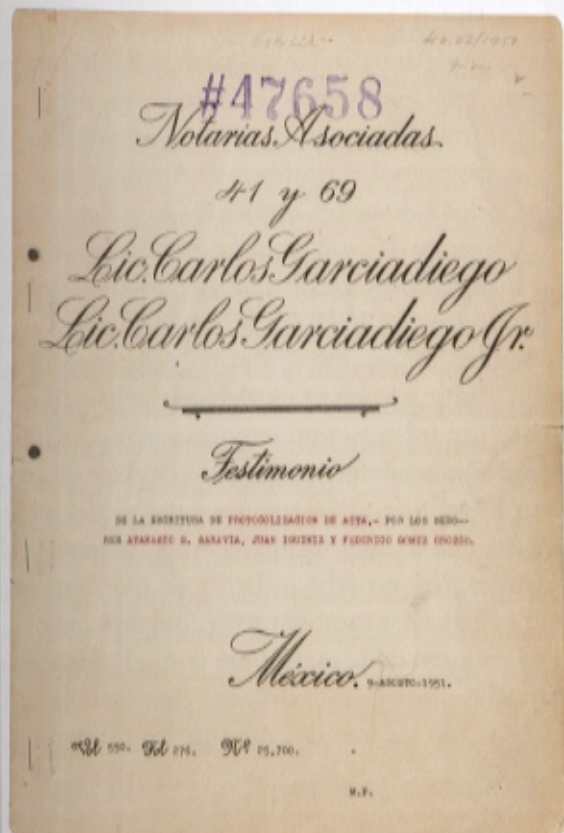 #47658
Notarias Asociadas
41 y 69
Lic. Carlos Garciadiego
Lic. Carlos Garciadiego Jr.
Testimonio
DE LA ESCRITURA DE PROTOCOLIZACION DE ACTA,- POR LOS SEÑO--
RES ATANASIO G. SARAVIA, JUAN IGUINIZ Y FEDERICO GOMEZ OROZCO.
México. 9-AGOSTO-1951.
Vol 550. Fol 276. Nº 25,700.
M.F.